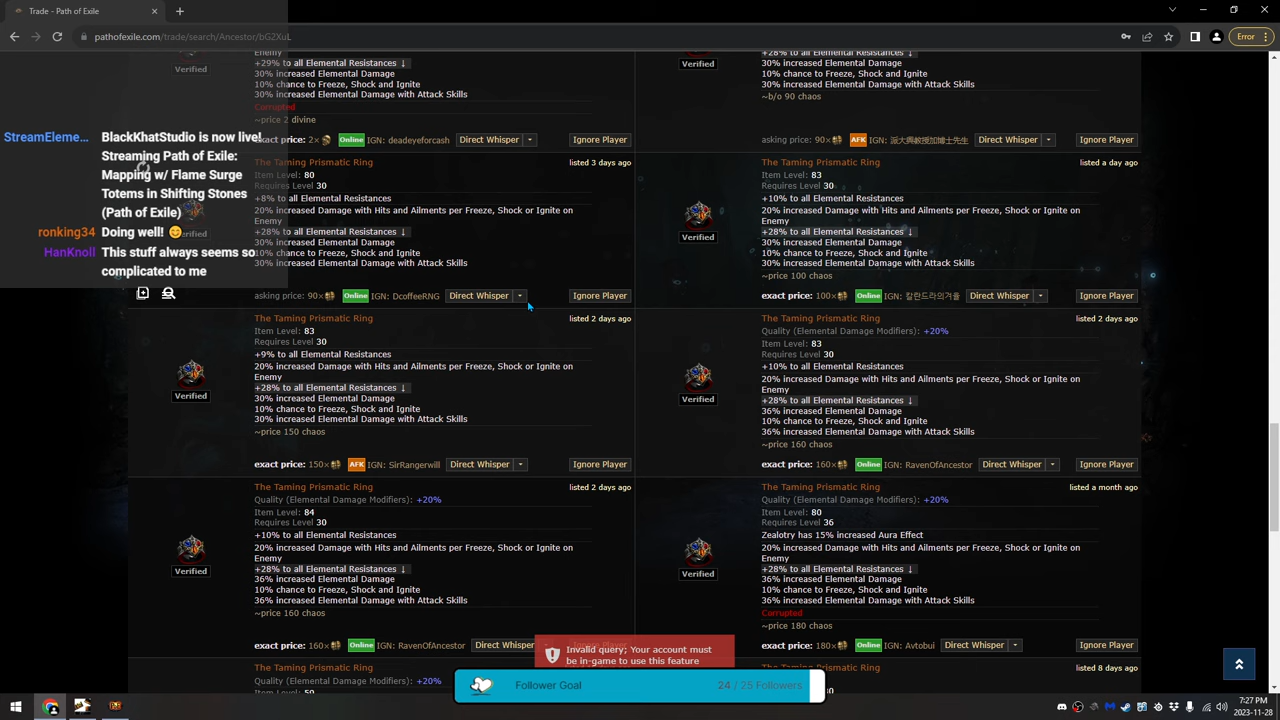 Trade - Path of Exile
pathofexile.com/trade/search/Ancestor/bG2XuL
Error
StreamEleme... BlackKhatStudio is now live!
Streaming Path of Exile:
Mapping w/ Flame Surge
Totems in Shifting Stones
(Path of Exile)
ronking34 Doing well! 😊
HanKnoll This stuff always seems so
complicated to me
Verified
Enemy
+29% to all Elemental Resistances ↓
30% increased Elemental Damage
10% chance to Freeze, Shock and Ignite
30% increased Elemental Damage with Attack Skills
Corrupted
~price 2 divine
exact price: 2× Online IGN: deadeyeforcash Direct Whisper Ignore Player
Verified
+28% to all Elemental Resistances ↓
30% increased Elemental Damage
10% chance to Freeze, Shock and Ignite
30% increased Elemental Damage with Attack Skills
~b/o 90 chaos
asking price: 90× AFK IGN: 派大與教授加博士先生 Direct Whisper Ignore Player
The Taming Prismatic Ring listed 3 days ago
Item Level: 80
Requires Level 30
+8% to all Elemental Resistances
20% increased Damage with Hits and Ailments per Freeze, Shock or Ignite on
Enemy
+28% to all Elemental Resistances ↓
30% increased Elemental Damage
10% chance to Freeze, Shock and Ignite
30% increased Elemental Damage with Attack Skills
asking price: 90× Online IGN: DcoffeeRNG Direct Whisper Ignore Player
The Taming Prismatic Ring listed a day ago
Item Level: 83
Requires Level 30
+10% to all Elemental Resistances
20% increased Damage with Hits and Ailments per Freeze, Shock or Ignite on
Enemy
Verified
+28% to all Elemental Resistances ↓
30% increased Elemental Damage
10% chance to Freeze, Shock and Ignite
30% increased Elemental Damage with Attack Skills
~price 100 chaos
exact price: 100× Online IGN: 칼란드라의거울 Direct Whisper Ignore Player
The Taming Prismatic Ring listed 2 days ago
Item Level: 83
Requires Level 30
+9% to all Elemental Resistances
20% increased Damage with Hits and Ailments per Freeze, Shock or Ignite on
Enemy
Verified
+28% to all Elemental Resistances ↓
30% increased Elemental Damage
10% chance to Freeze, Shock and Ignite
30% increased Elemental Damage with Attack Skills
~price 150 chaos
exact price: 150× AFK IGN: SirRangerwill Direct Whisper Ignore Player
The Taming Prismatic Ring listed 2 days ago
Quality (Elemental Damage Modifiers): +20%
Item Level: 83
Requires Level 30
+10% to all Elemental Resistances
20% increased Damage with Hits and Ailments per Freeze, Shock or Ignite on
Enemy
Verified
+28% to all Elemental Resistances ↓
36% increased Elemental Damage
10% chance to Freeze, Shock and Ignite
36% increased Elemental Damage with Attack Skills
~price 160 chaos
exact price: 160× Online IGN: RavenOfAncestor Direct Whisper Ignore Player
The Taming Prismatic Ring listed 2 days ago
Quality (Elemental Damage Modifiers): +20%
Item Level: 84
Requires Level 30
+10% to all Elemental Resistances
20% increased Damage with Hits and Ailments per Freeze, Shock or Ignite on
Enemy
Verified
+28% to all Elemental Resistances ↓
36% increased Elemental Damage
10% chance to Freeze, Shock and Ignite
36% increased Elemental Damage with Attack Skills
~price 160 chaos
exact price: 160× Online IGN: RavenOfAncestor Direct Whisper
The Taming Prismatic Ring listed a month ago
Quality (Elemental Damage Modifiers): +20%
Item Level: 80
Requires Level 36
Zealotry has 15% increased Aura Effect
20% increased Damage with Hits and Ailments per Freeze, Shock or Ignite on
Enemy
Verified
+28% to all Elemental Resistances ↓
36% increased Elemental Damage
10% chance to Freeze, Shock and Ignite
36% increased Elemental Damage with Attack Skills
Corrupted
~price 180 chaos
exact price: 180× Online IGN: Avtobui Direct Whisper Ignore Player
Invalid query; Your account must
be in-game to use this feature
The Taming Prismatic Ring listed 8 days ago
Quality (Elemental Damage Modifiers): +20%
The Taming Prismatic Ring
Follower Goal 24 / 25 Followers
7:27 PM
2023-11-28